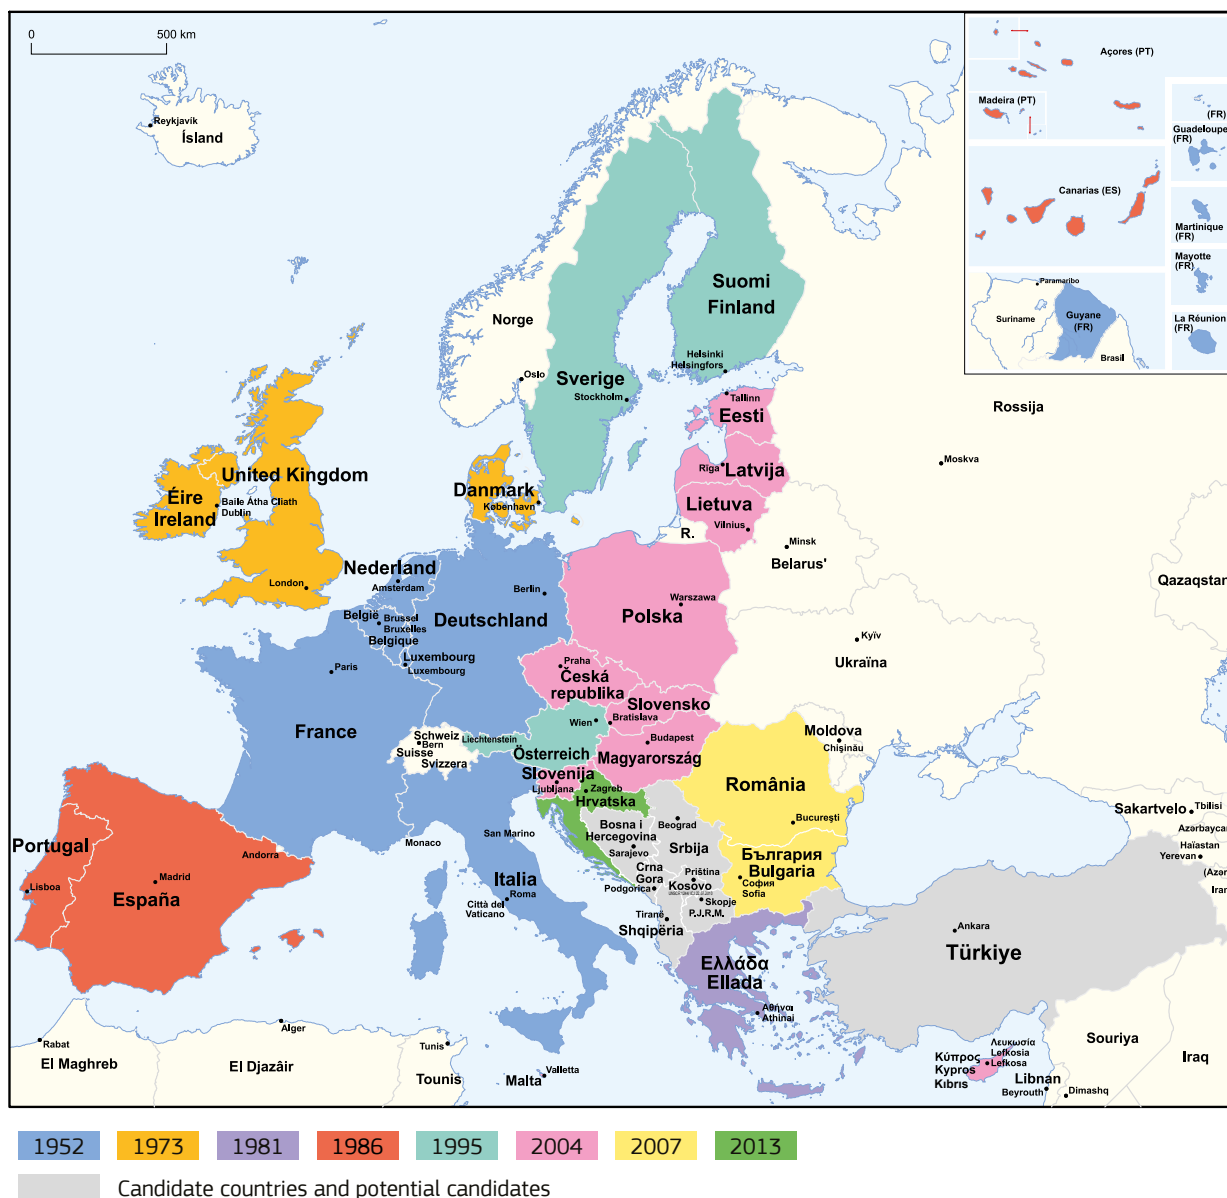 0
500 km
Reykjavík
Ísland
Açores (PT)
Madeira (PT)
(FR)
Guadeloupe
(FR)
Canarias (ES)
Martinique
(FR)
Mayotte
(FR)
Paramaribo
Suriname
Guyane
(FR)
Brasil
La Réunion
(FR)
Suomi
Finland
Norge
Helsinki
Helsingfors
Oslo
Sverige
Stockholm
Tallinn
Eesti
Rossija
Moskva
Rīga
Latvija
United Kingdom
Éire
Ireland
Baile Átha Cliath
Dublin
London
Danmark
København
Lietuva
Vilnius
R.
Minsk
Belarus'
Qazaqstan
Nederland
Amsterdam
Berlin
Deutschland
Warszawa
Polska
België
Brussel
Bruxelles
Belgique
Luxembourg
Luxembourg
Kyïv
Ukraïna
Paris
France
Praha
Česká
republika
Slovensko
Bratislava
Wien
Österreich
Liechtenstein
Schweiz
Bern
Suisse
Svizzera
Budapest
Magyarország
Moldova
Chișinău
Slovenija
Ljubljana
Zagreb
Hrvatska
România
București
Portugal
Lisboa
Madrid
España
Andorra
Monaco
San Marino
Italia
Roma
Città del
Vaticano
Bosna i
Hercegovina
Sarajevo
Beograd
Srbija
Crna
Gora
Podgorica
Priština
Kosovo
Skopje
P.J.R.M.
Tiranë
Shqipëria
България
Bulgaria
София
Sofia
Sakartvelo
Tbilisi
Azərbaycan
Haïastan
Yerevan
(Azər
Iran
Ankara
Türkiye
Ελλάδα
Ellada
Αθήναι
Athinai
Rabat
El Maghreb
Alger
El Djazâir
Tunis
Tounis
Malta
Valletta
Κύπρος
Kypros
Kıbrıs
Λευκωσία
Lefkosia
Lefkosa
Souriya
Iraq
Libnan
Beyrouth
Dimashq
1952
1973
1981
1986
1995
2004
2007
2013
Candidate countries and potential candidates